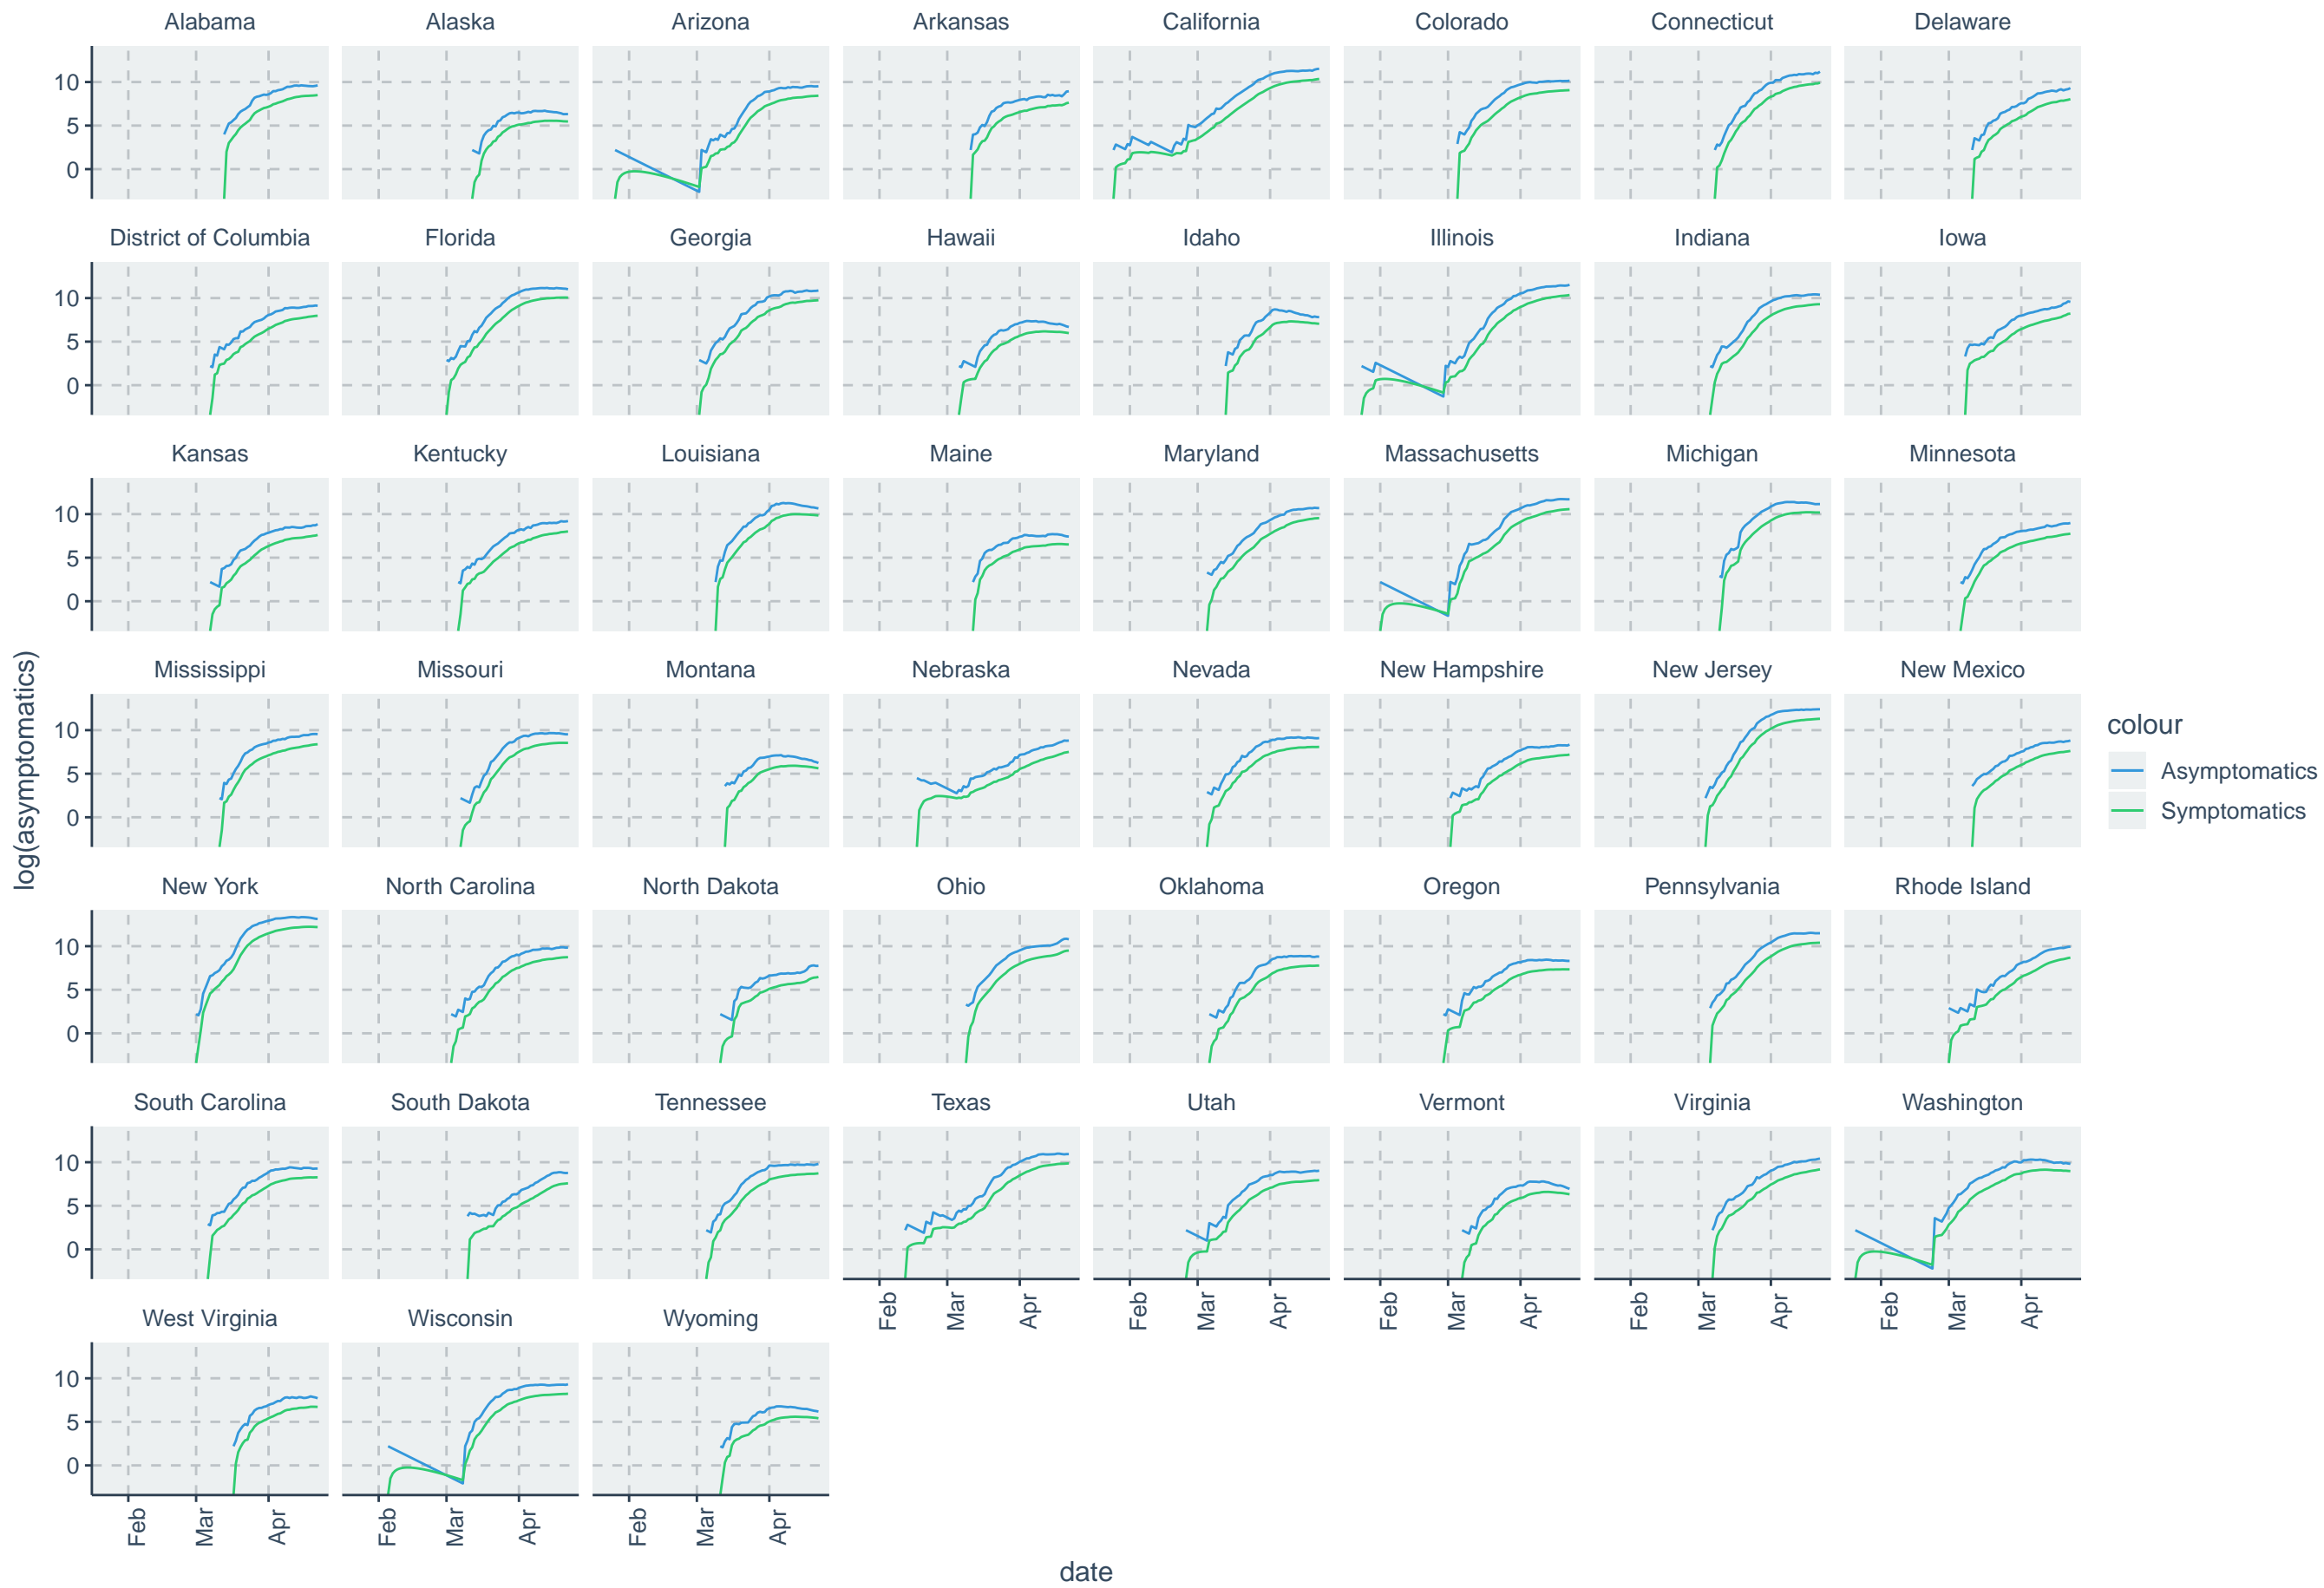 Alabama Alaska Arizona Arkansas California Colorado Connecticut Delaware
10
5
0
District of Columbia Florida Georgia Hawaii Idaho Illinois Indiana Iowa
10
5
0
Kansas Kentucky Louisiana Maine Maryland Massachusetts Michigan Minnesota
10
5
0
Mississippi Missouri Montana Nebraska Nevada New Hampshire New Jersey New Mexico
10
5
0
New York North Carolina North Dakota Ohio Oklahoma Oregon Pennsylvania Rhode Island
10
5
0
South Carolina South Dakota Tennessee Texas Utah Vermont Virginia Washington
10
5
0
Feb Mar Apr Feb Mar Apr Feb Mar Apr Feb Mar Apr Feb Mar Apr
West Virginia Wisconsin Wyoming
10
5
0
Feb Mar Apr Feb Mar Apr Feb Mar Apr
date
log(asymptomatics)
colour
Asymptomatics
Symptomatics